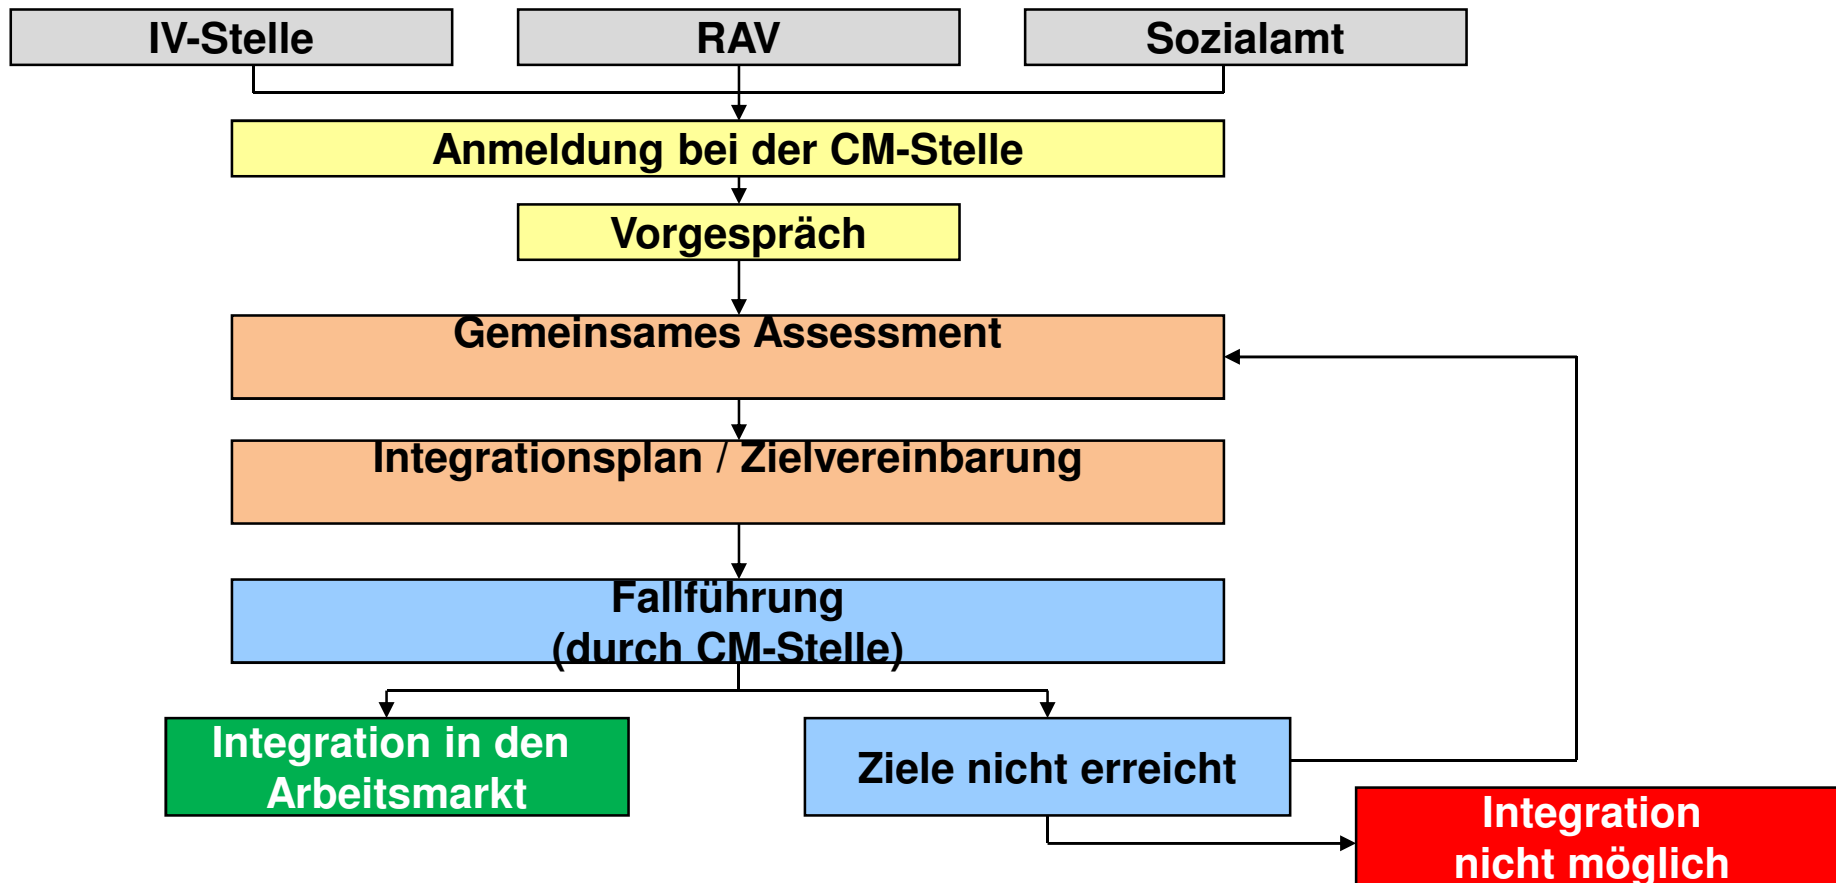 IV-Stelle
RAV
Sozialamt
Anmeldung bei der CM-Stelle
Vorgespräch
Gemeinsames Assessment
Integrationsplan / Zielvereinbarung
Fallführung
(durch CM-Stelle)
Integration in den
Arbeitsmarkt
Ziele nicht erreicht
Integration
nicht möglich